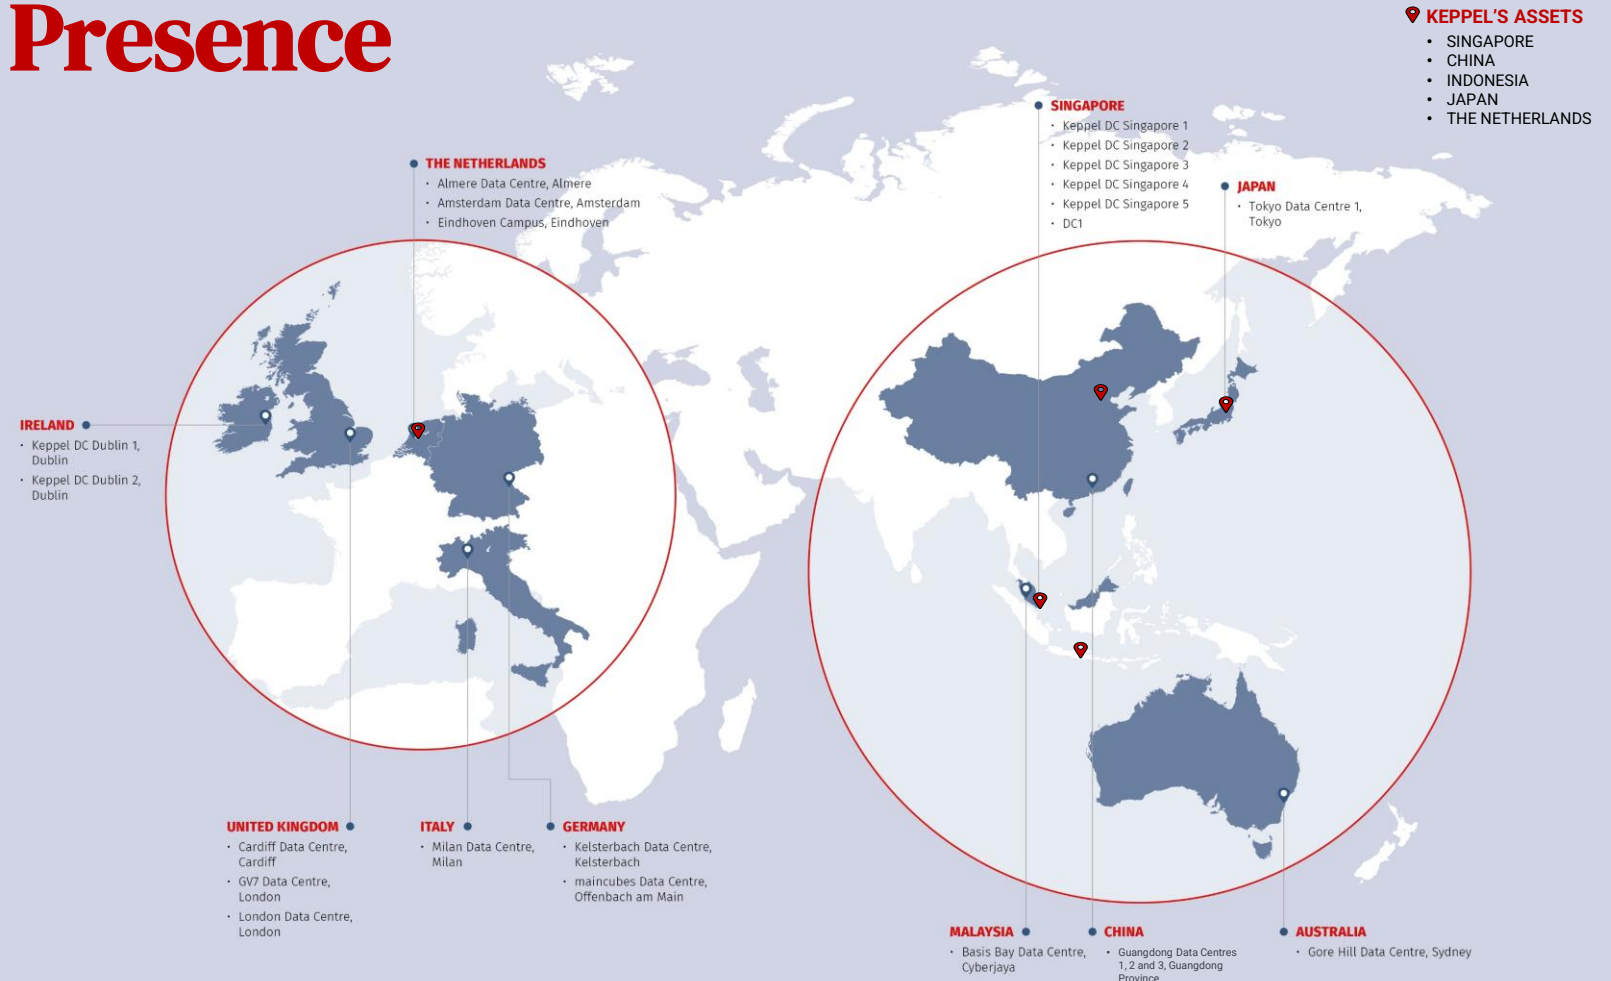 Presence
KEPPEL'S ASSETS
• SINGAPORE
• CHINA
• INDONESIA
• JAPAN
• THE NETHERLANDS
SINGAPORE
• Keppel DC Singapore 1
• Keppel DC Singapore 2
• Keppel DC Singapore 3
• Keppel DC Singapore 4
• Keppel DC Singapore 5
• DC1
THE NETHERLANDS
• Almere Data Centre, Almere
• Amsterdam Data Centre, Amsterdam
• Eindhoven Campus, Eindhoven
JAPAN
• Tokyo Data Centre 1,
Tokyo
IRELAND
• Keppel DC Dublin 1,
Dublin
• Keppel DC Dublin 2,
Dublin
UNITED KINGDOM
• Cardiff Data Centre,
Cardiff
• GV7 Data Centre,
London
• London Data Centre,
London
ITALY
• Milan Data Centre,
Milan
GERMANY
• Kelsterbach Data Centre,
Kelsterbach
• maincubes Data Centre,
Offenbach am Main
MALAYSIA
• Basis Bay Data Centre,
Cyberjaya
CHINA
• Guangdong Data Centres
1, 2 and 3, Guangdong
Province
AUSTRALIA
• Gore Hill Data Centre, Sydney